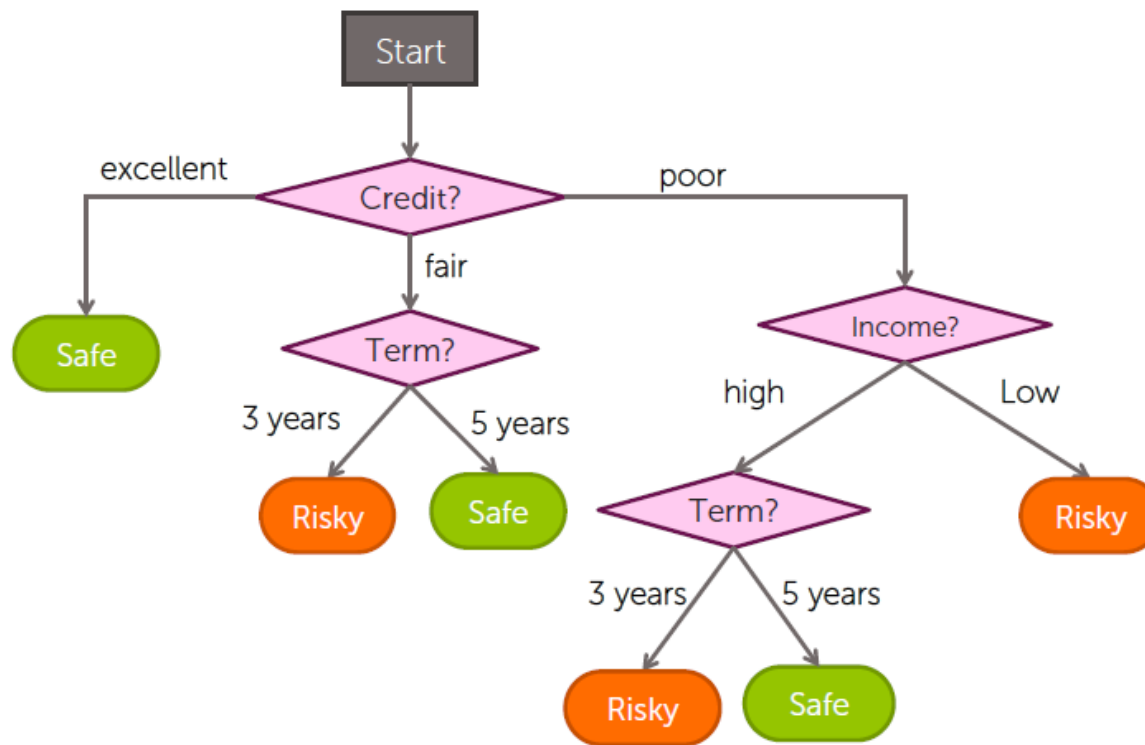 Start
excellent
Credit?
poor
fair
Safe
Term?
Income?
3 years
5 years
high
Low
Risky
Safe
Term?
Risky
3 years
5 years
Risky
Safe